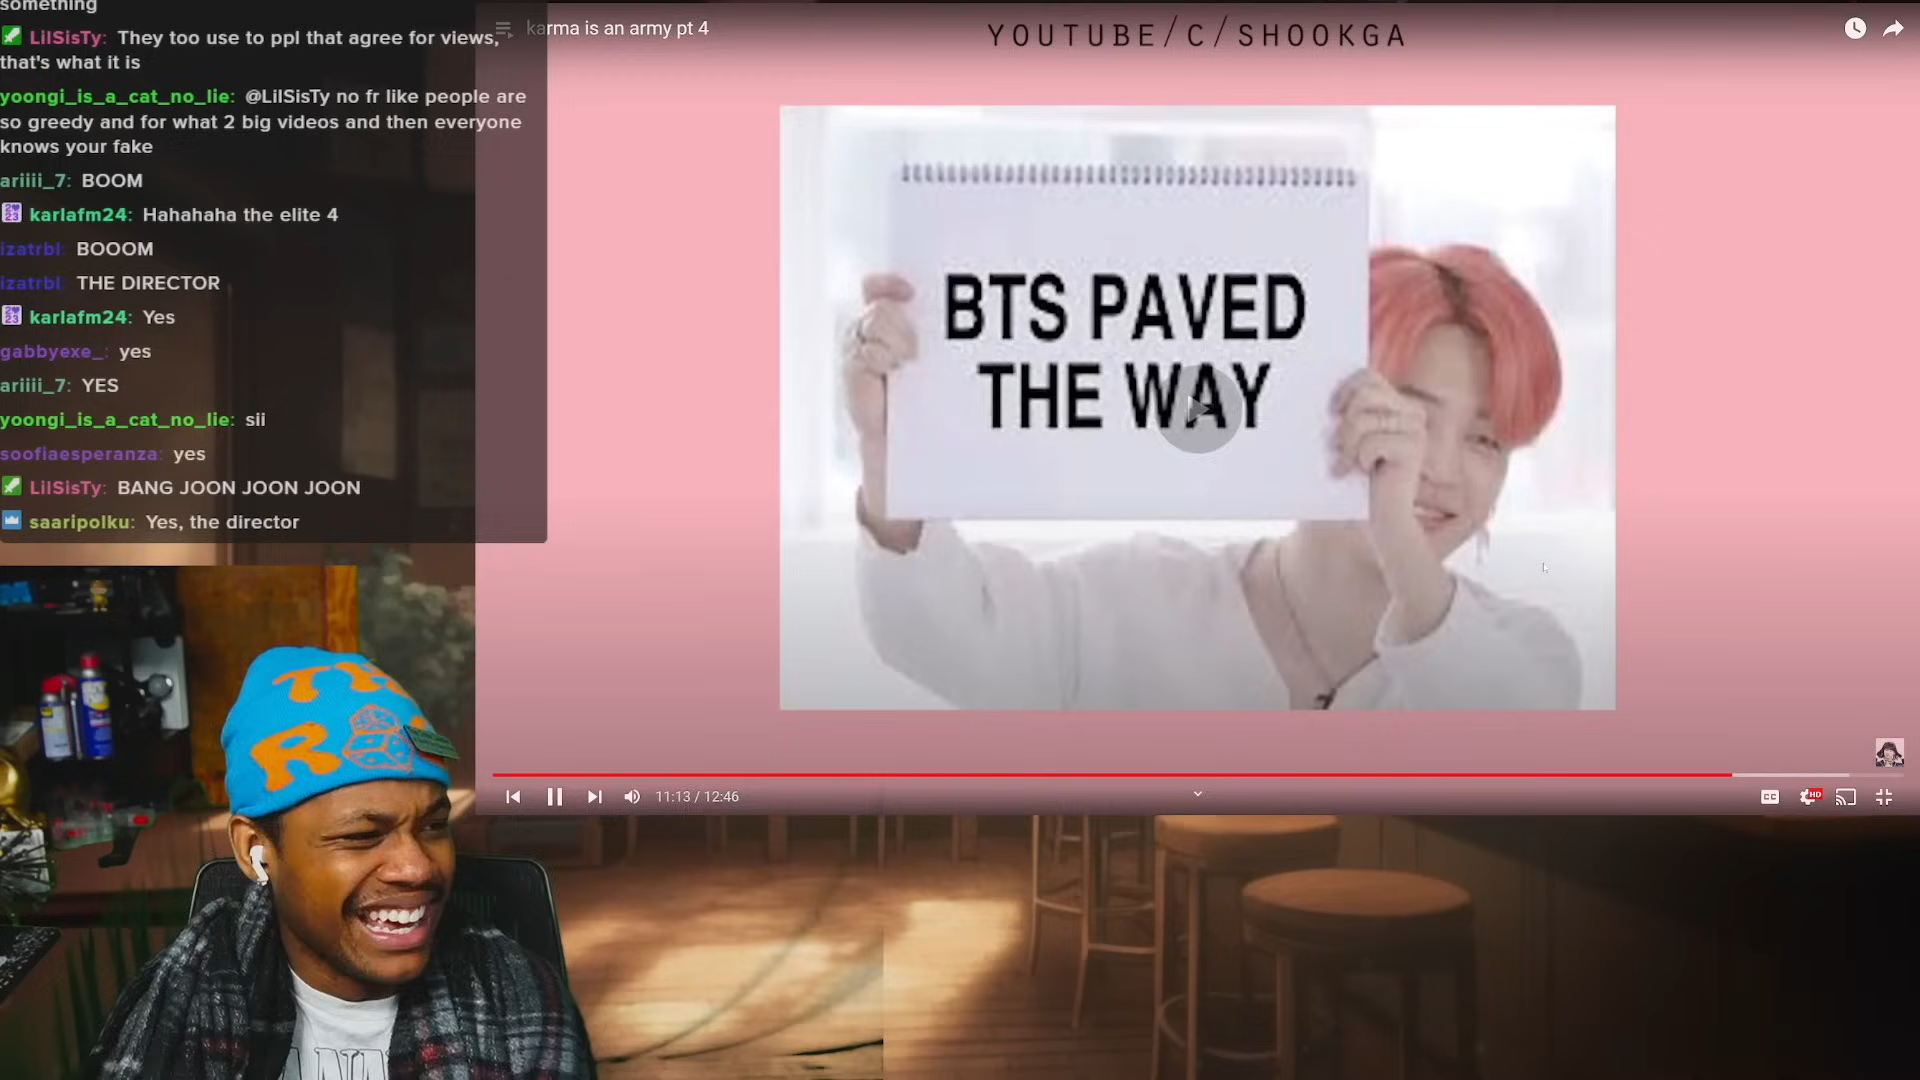 something
LilSisTy: They too use to ppl that agree for views,
that's what it is
yoongi_is_a_cat_no_lie: @LilSisTy no fr like people are
so greedy and for what 2 big videos and then everyone
knows your fake
ariiii_7: BOOM
karlafm24: Hahahaha the elite 4
izatrbl: BOOOM
izatrbl: THE DIRECTOR
karlafm24: Yes
gabbyexe_: yes
ariiii_7: YES
yoongi_is_a_cat_no_lie: sii
soofiaesperanza: yes
LilSisTy: BANG JOON JOON JOON
saaripolku: Yes, the director
karma is an army pt 4
YOUTUBE/C/SHOOKGA
BTS PAVED
THE WAY
11:13 / 12:46
CC
HD